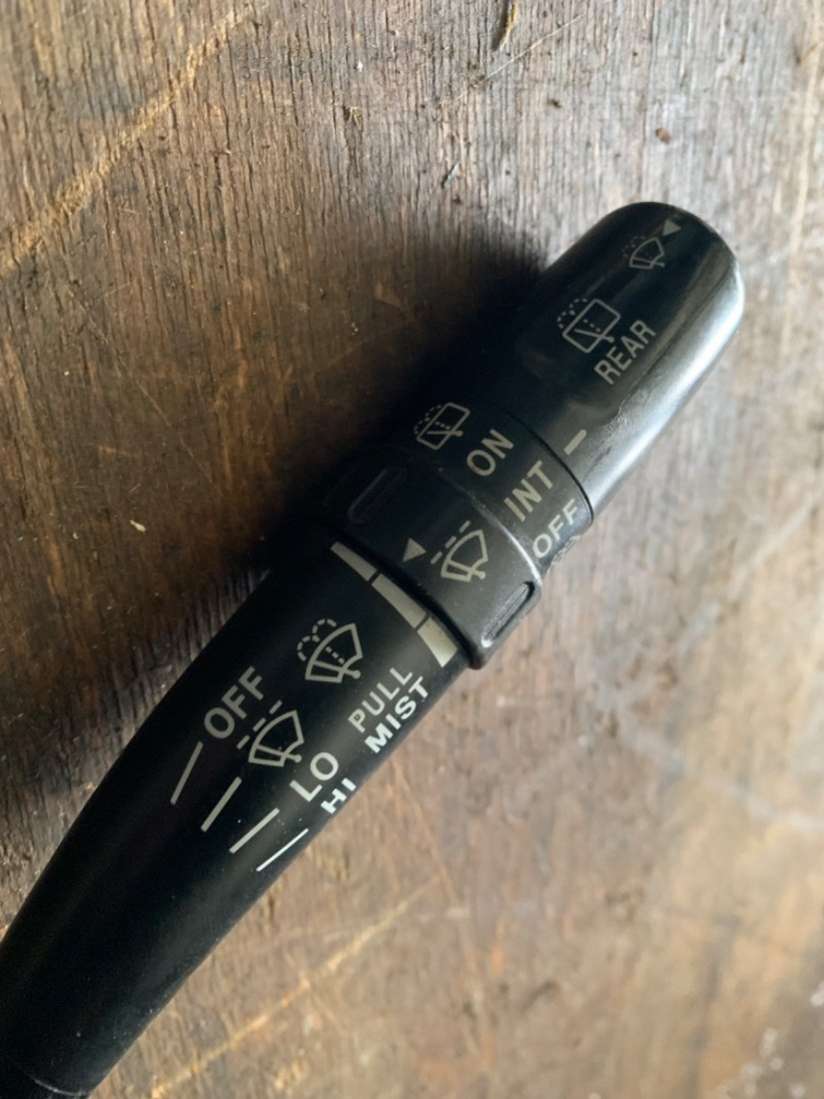 REAR
ON
INT
OFF
PULL
MIST
OFF
LO
HI